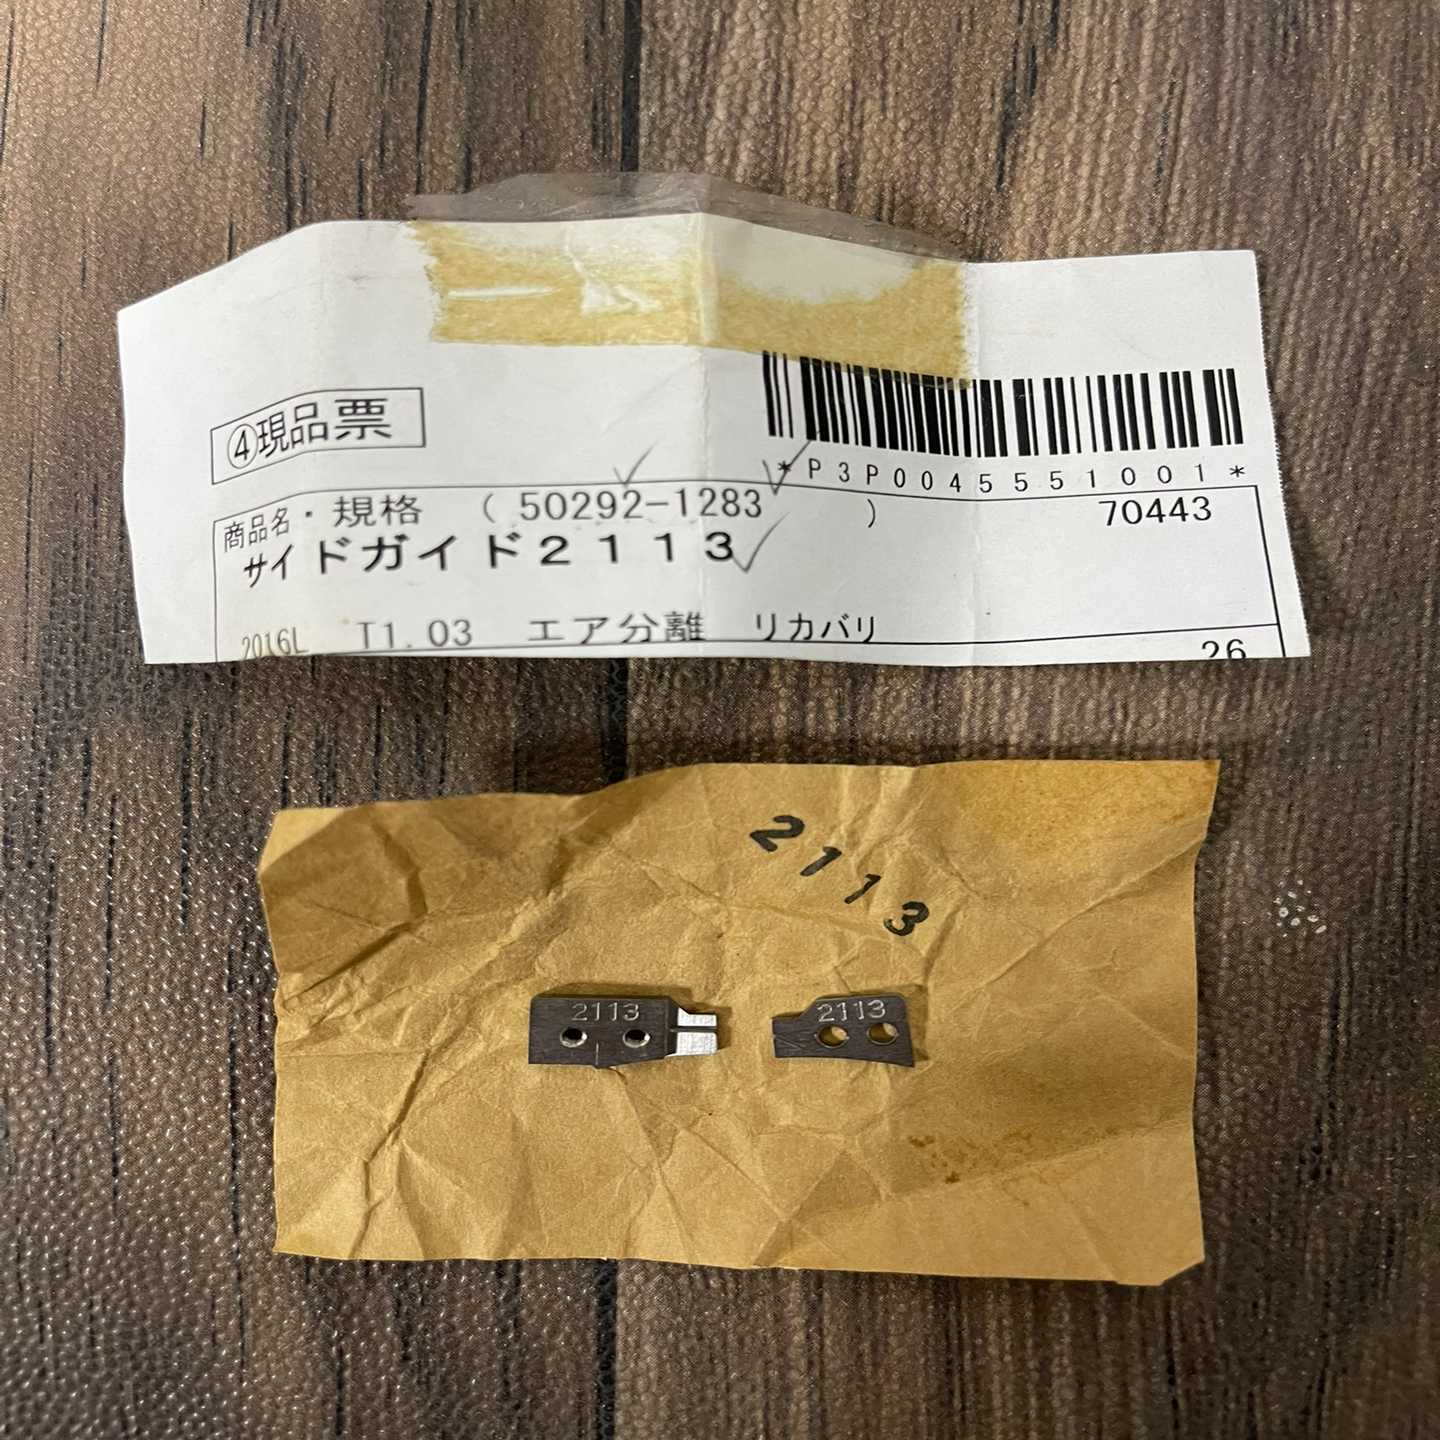 ④現品票
*P3P0045551001*
商品名・規格 (50292-1283 ) 70443
サイドガイド2113
2016L T1.03 エア分離 リカバリ
26
2113
2113
2113